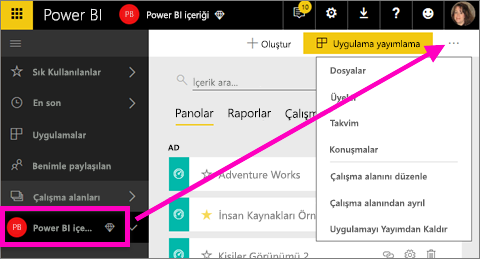 Power BI
PB Power BI içeriği
10
?
Oluştur
Uygulama yayımlama
Sık Kullanılanlar
En son
Uygulamalar
Benimle paylaşılan
Çalışma alanları
PB Power BI içe...
İçerik ara...
Panolar Raporlar
AD
Adventure Works
İnsan Kaynakları Örn
Kişiler Görünümü 2
Dosyalar
Üyeler
Takvim
Konuşmalar
Çalışma alanını düzenle
Çalışma alanından ayrıl
Uygulamayı Yayımdan Kaldır